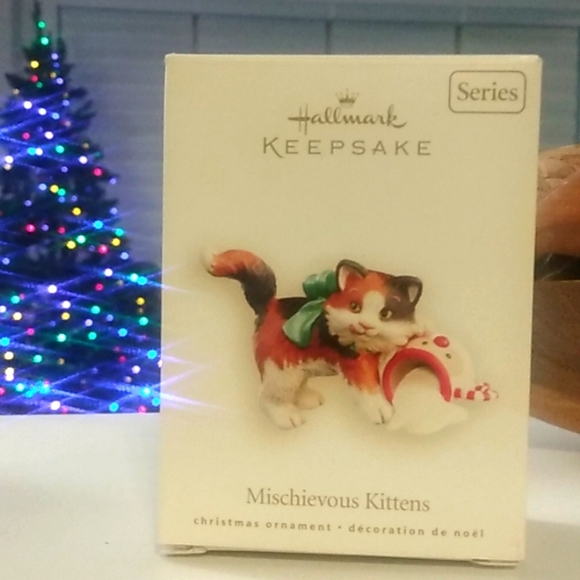 Series
Hallmark
KEEPSAKE
Mischievous Kittens
christmas ornament • décoration de noël